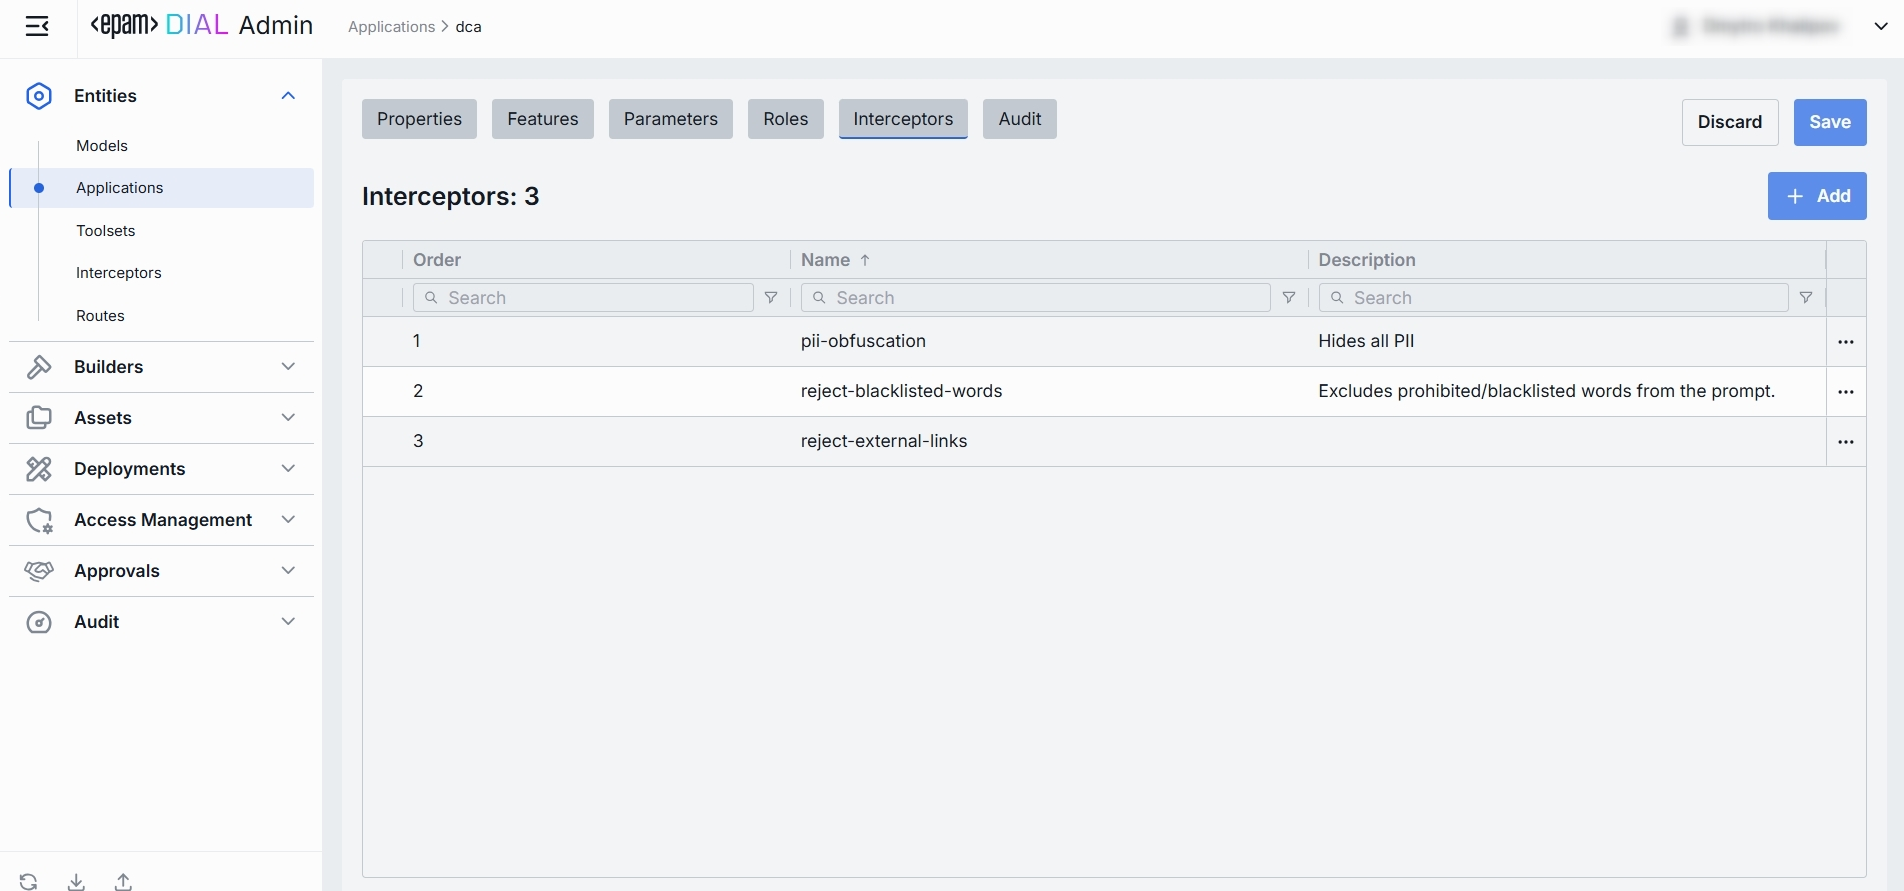 <epam> DIAL Admin
Applications > dca
Entities
Models
Applications
Toolsets
Interceptors
Routes
Builders
Assets
Deployments
Access Management
Approvals
Audit
Properties Features Parameters Roles Interceptors Audit
Discard Save
Interceptors: 3
+ Add
Order Name ↑ Description
Search Search Search
1 pii-obfuscation Hides all PII
2 reject-blacklisted-words Excludes prohibited/blacklisted words from the prompt.
3 reject-external-links